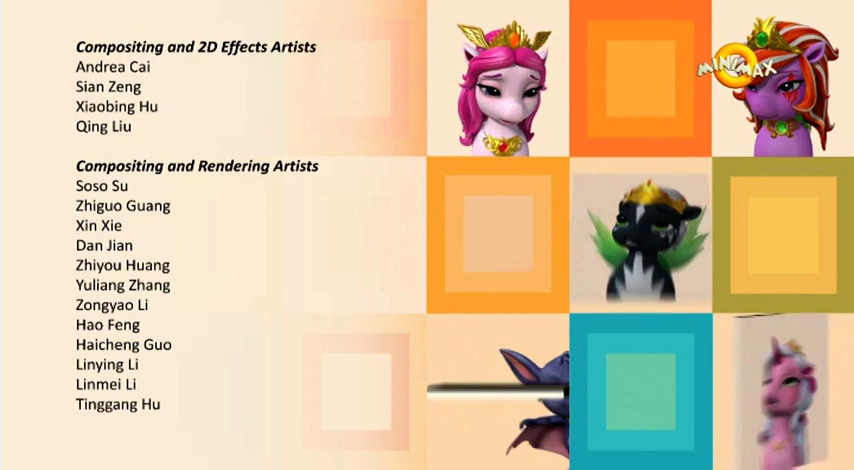 Compositing and 2D Effects Artists
Andrea Cai
Sian Zeng
Xiaobing Hu
Qing Liu
Compositing and Rendering Artists
Soso Su
Zhiguo Guang
Xin Xie
Dan Jian
Zhiyou Huang
Yuliang Zhang
Zongyao Li
Hao Feng
Haicheng Guo
Linying Li
Linmei Li
Tinggang Hu
MINIMAX